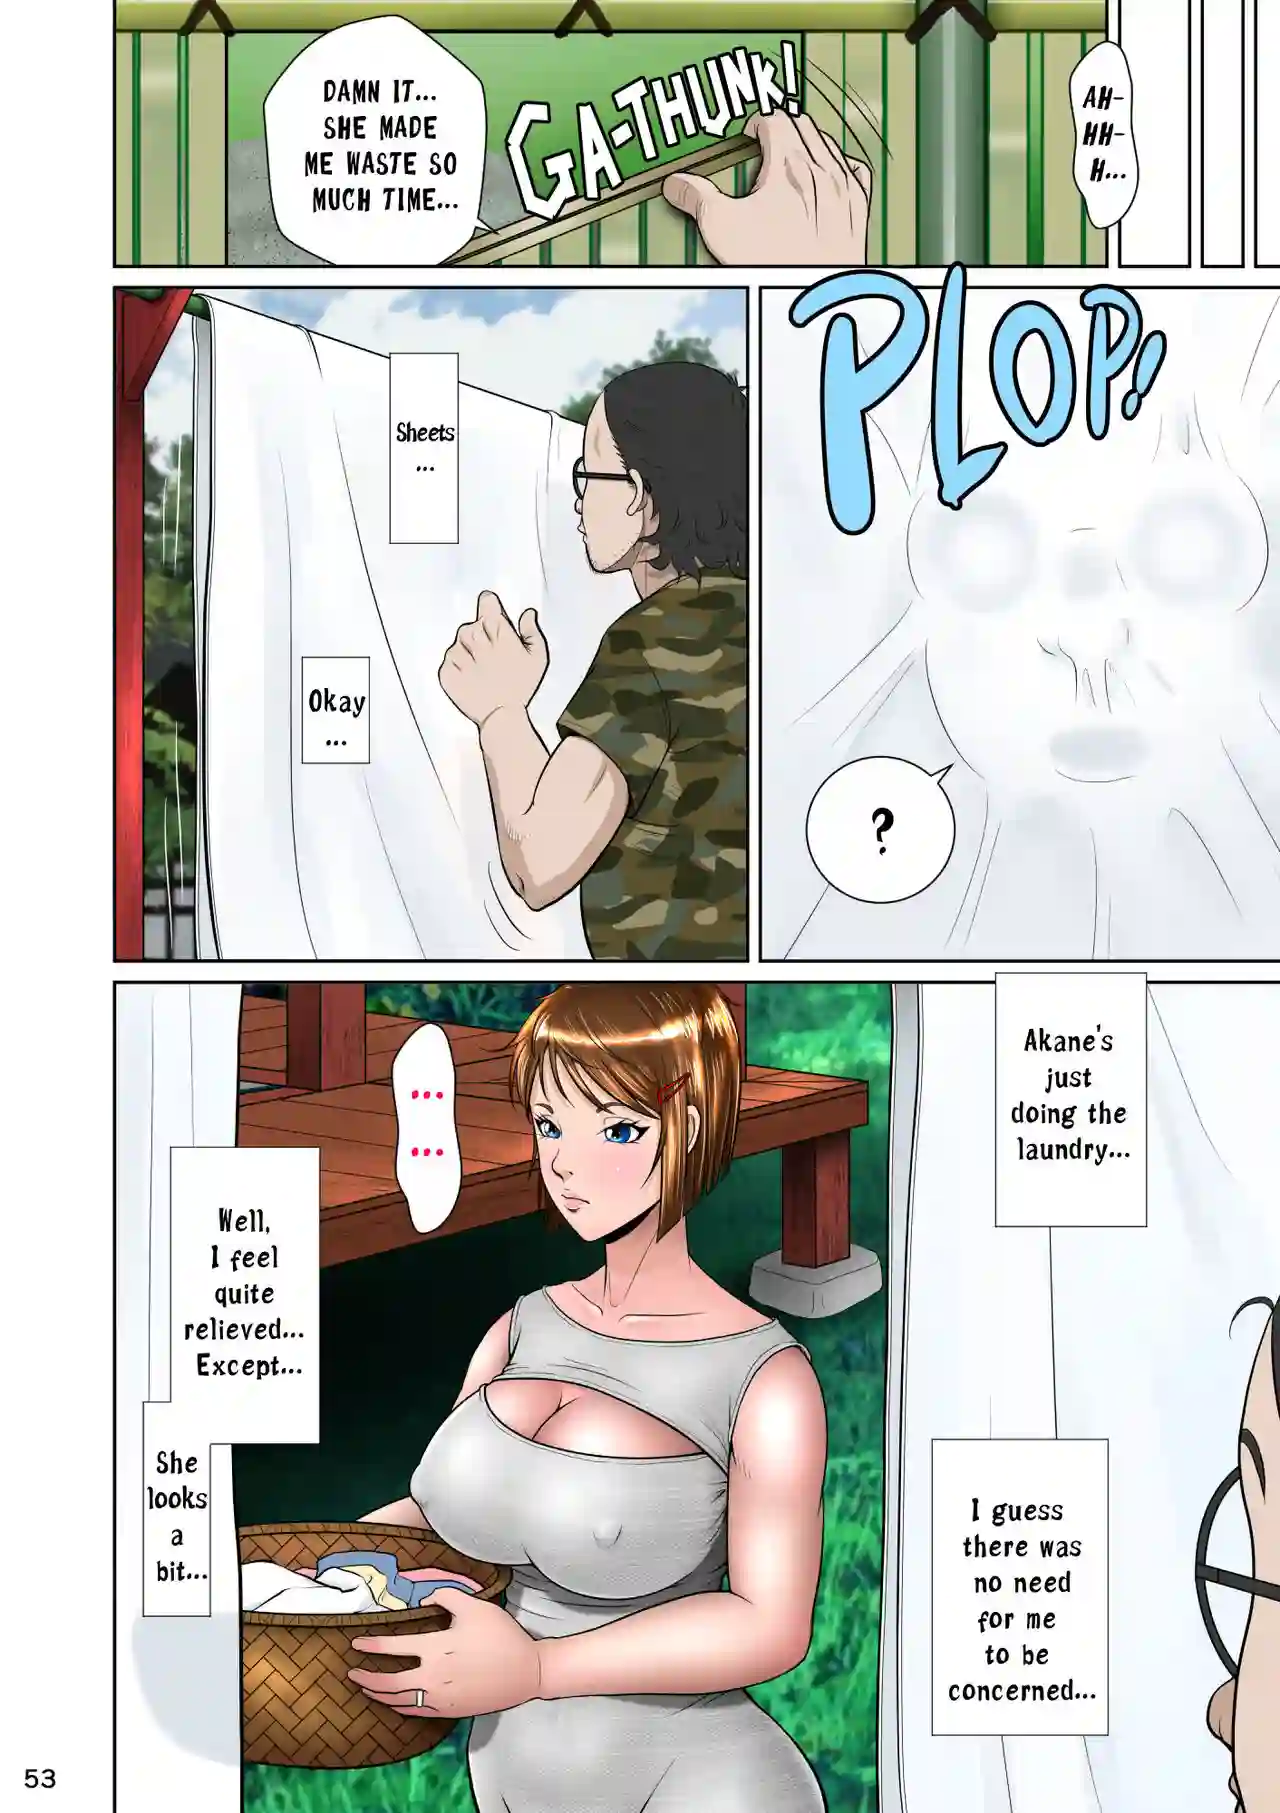 DAMN IT...
SHE MADE
ME WASTE SO
MUCH TIME...
GA-THUNK!
AH-
HH-
H...
Sheets
...
Okay
...
PLOP!
?
...
...
Akane's
just
doing the
laundry...
Well,
I feel
quite
relieved...
Except...
She
looks
a
bit...
I guess
there was
no need
for me
to be
concerned...
53